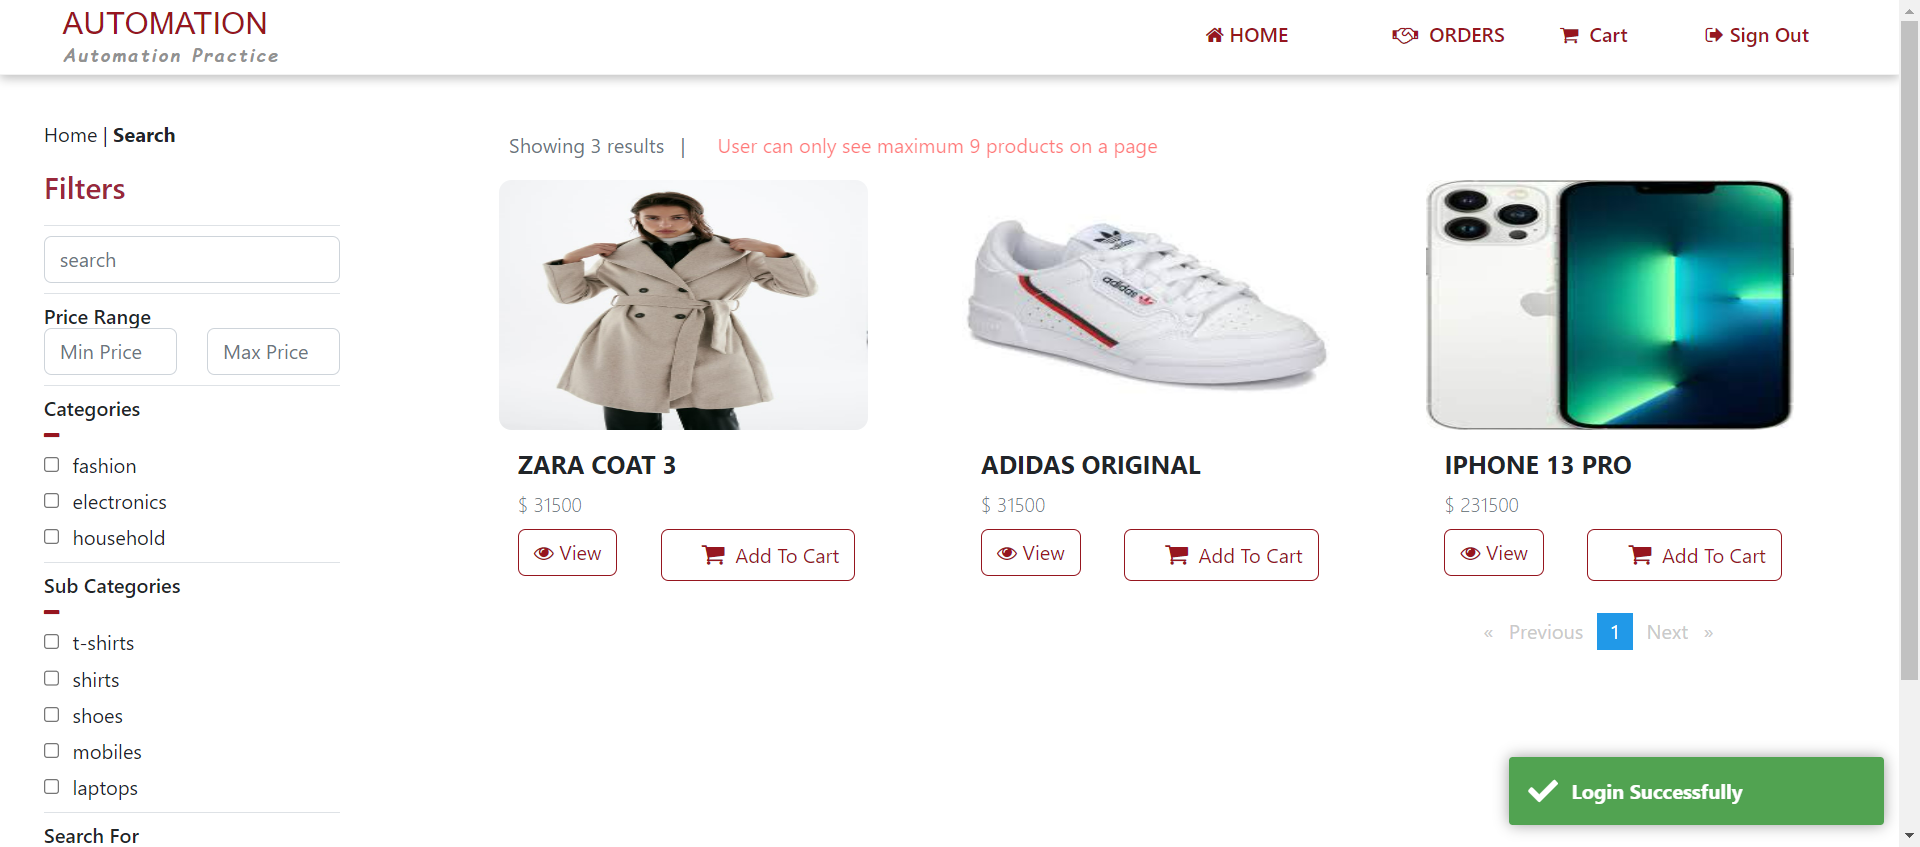 AUTOMATION
Automation Practice
HOME
ORDERS
Cart
Sign Out
Home | Search
Filters
search
Price Range
Min Price
Max Price
Categories
fashion
electronics
household
Sub Categories
t-shirts
shirts
shoes
mobiles
laptops
Search For
Showing 3 results |
User can only see maximum 9 products on a page
adidas
adidas
ZARA COAT 3
$ 31500
View
Add To Cart
ADIDAS ORIGINAL
$ 31500
View
Add To Cart
IPHONE 13 PRO
$ 231500
View
Add To Cart
« Previous 1 Next »
Login Successfully